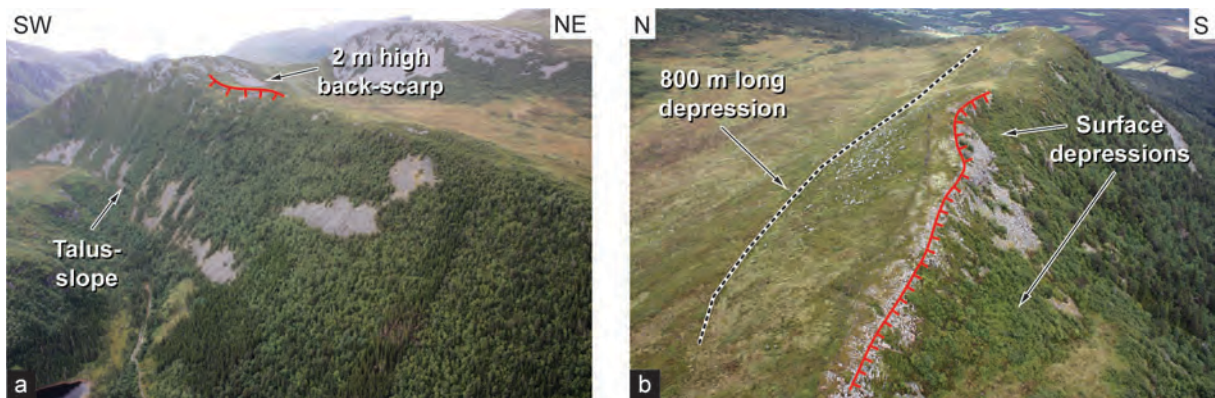 SW
NE
2 m high
back-scarp
Talus-
slope
a
N
S
800 m long
depression
Surface
depressions
b